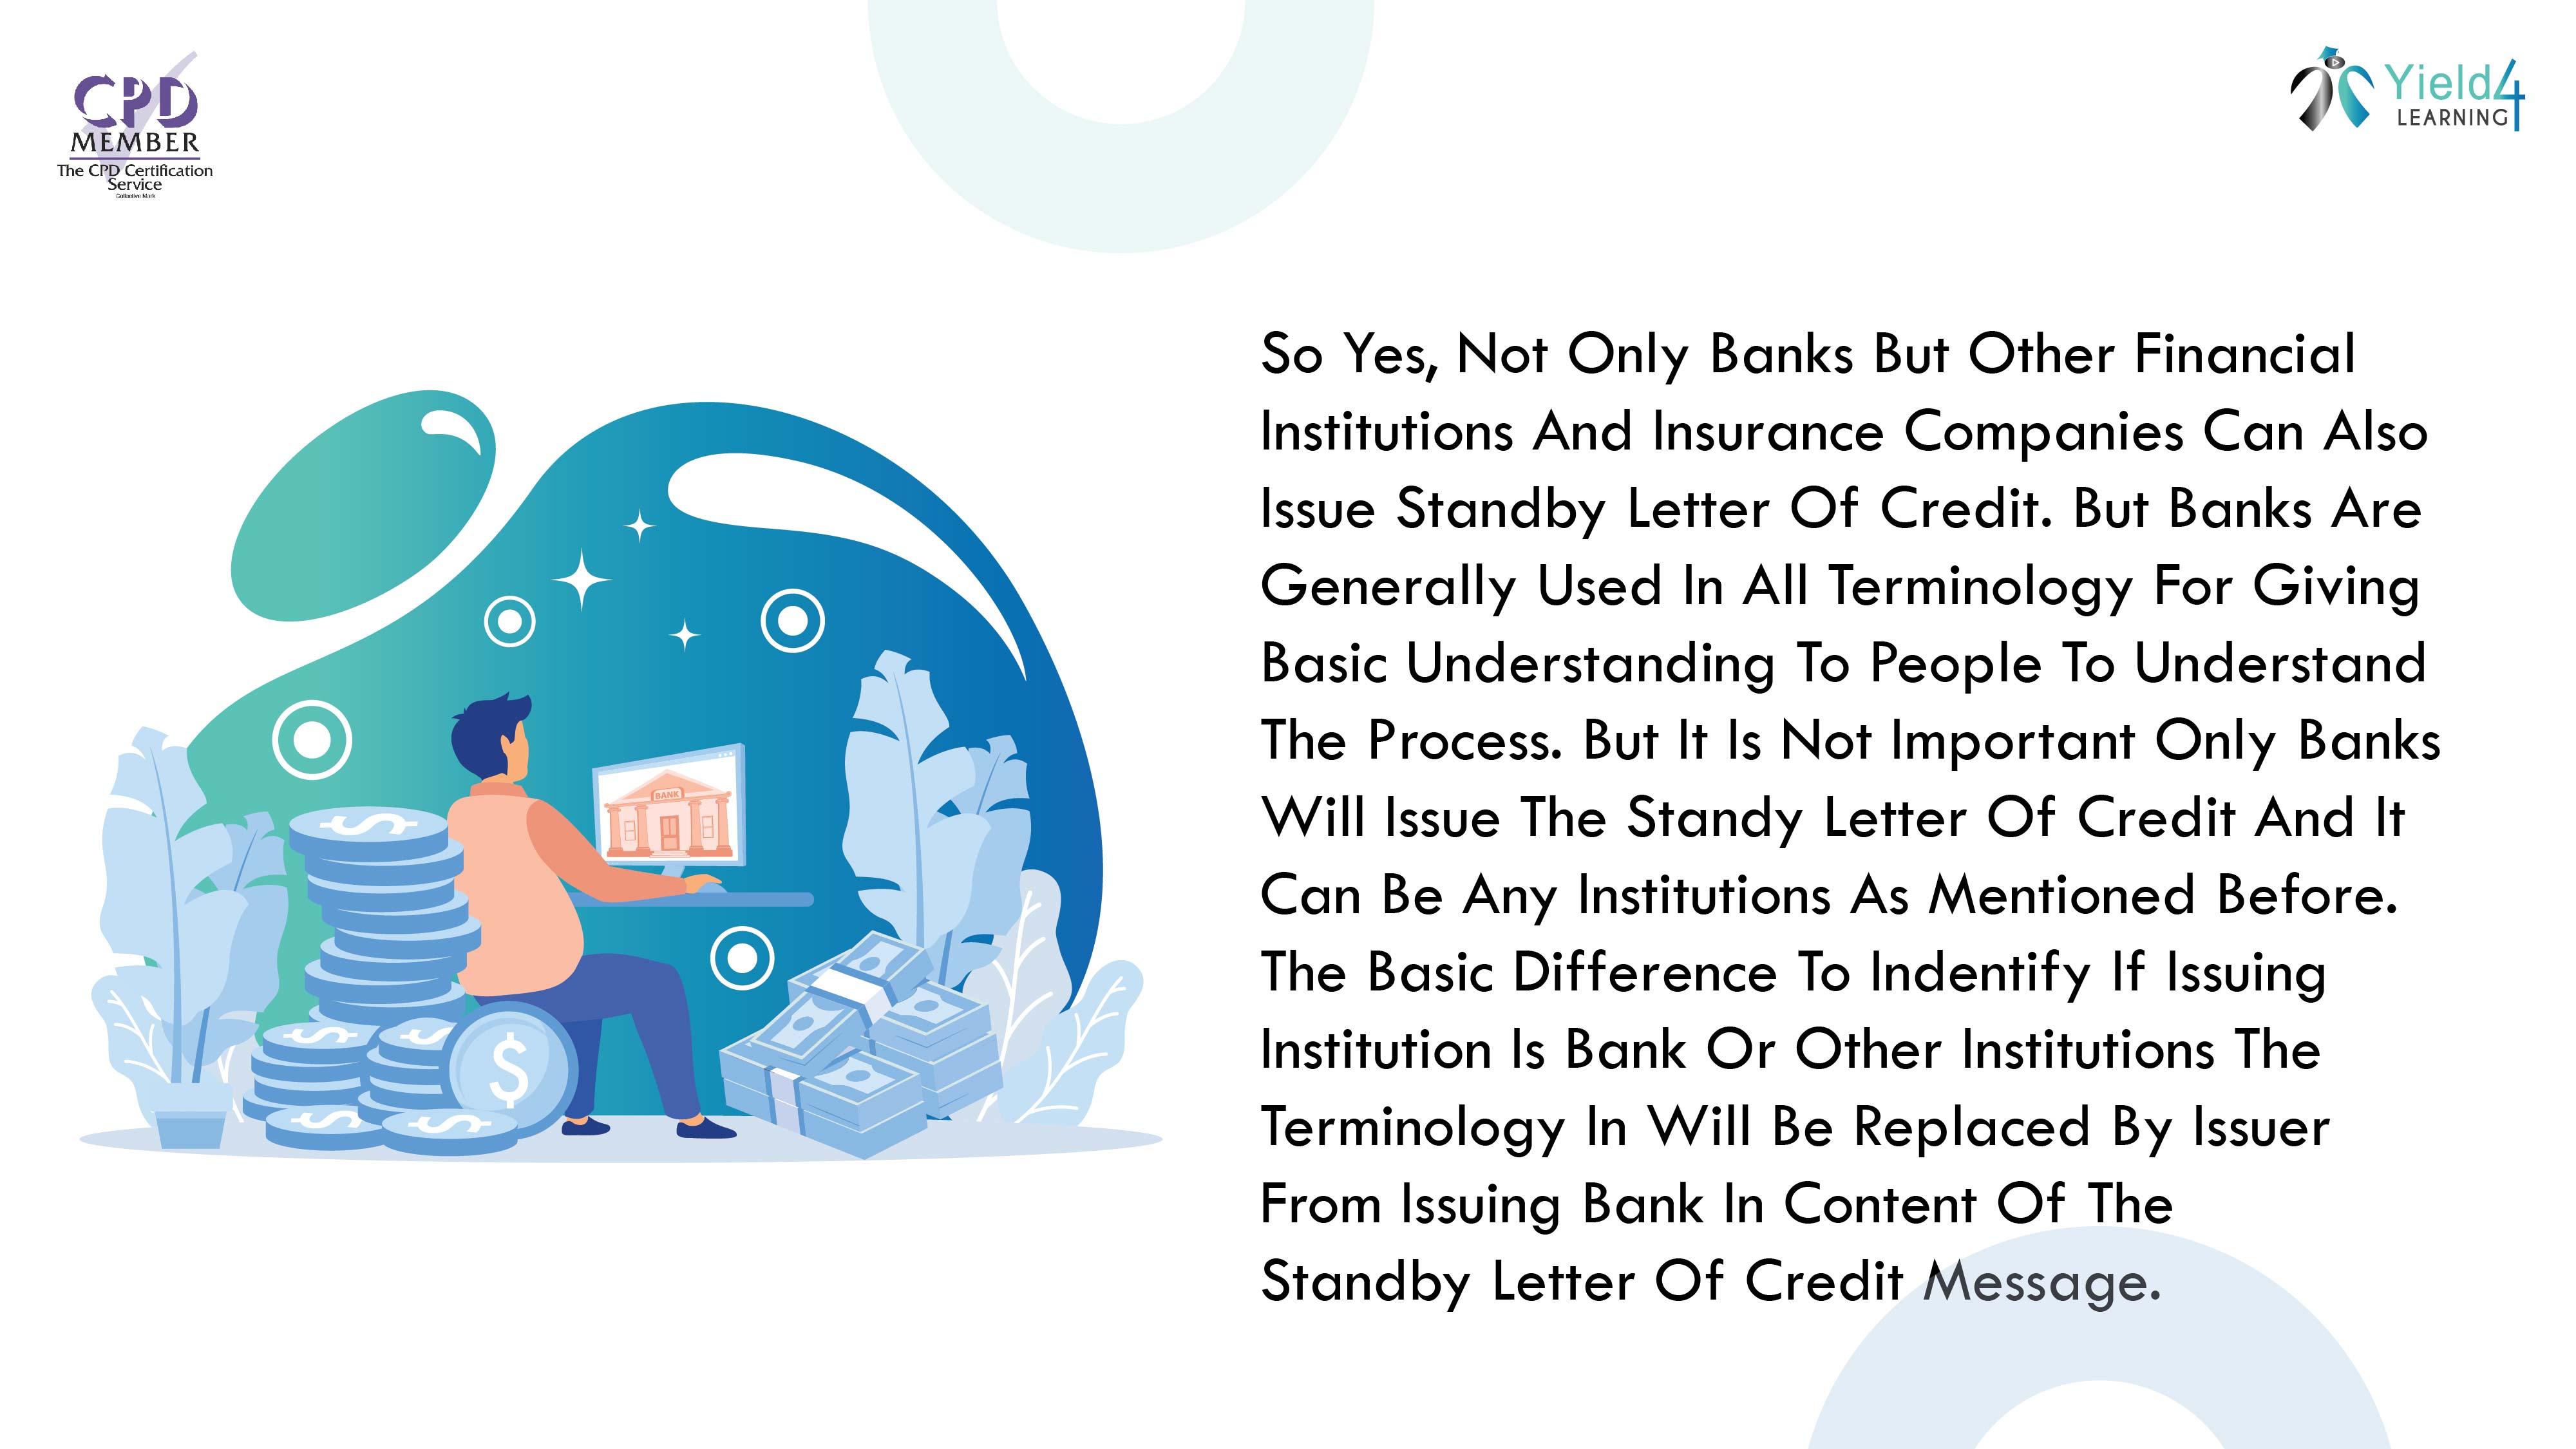 CPD
MEMBER
The CPD Certification
Service
Collective Mark
Yield4
LEARNING
So Yes, Not Only Banks But Other Financial
Institutions And Insurance Companies Can Also
Issue Standby Letter Of Credit. But Banks Are
Generally Used In All Terminology For Giving
Basic Understanding To People To Understand
The Process. But It Is Not Important Only Banks
Will Issue The Standy Letter Of Credit And It
Can Be Any Institutions As Mentioned Before.
The Basic Difference To Indentify If Issuing
Institution Is Bank Or Other Institutions The
Terminology In Will Be Replaced By Issuer
From Issuing Bank In Content Of The
Standby Letter Of Credit Message.
BANK
$